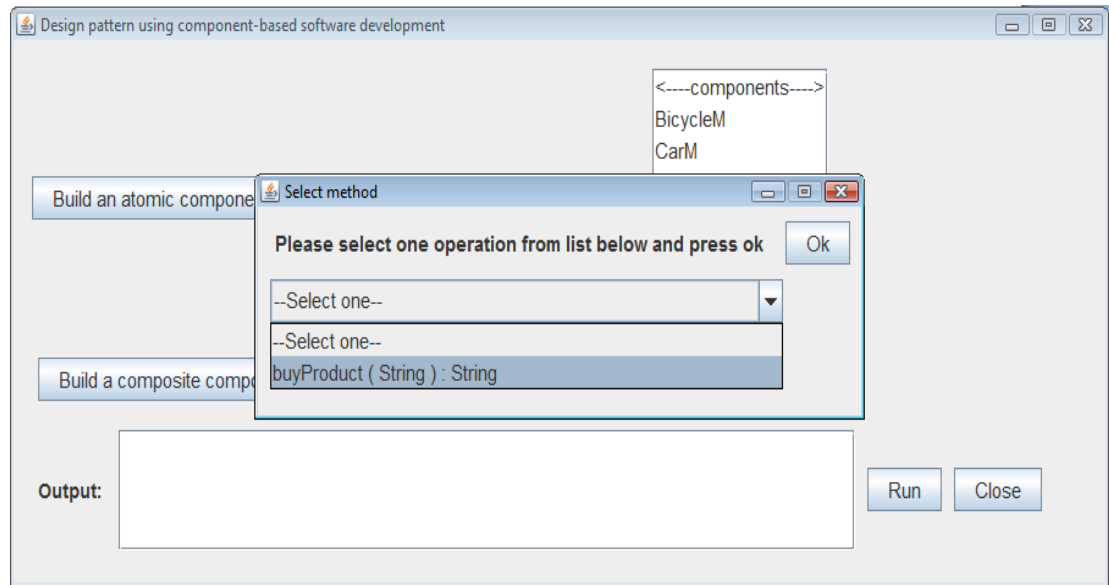 Design pattern using component-based software development
<----components---->
BicycleM
CarM
Build an atomic compone
Select method
Please select one operation from list below and press ok
Ok
--Select one--
--Select one--
buyProduct ( String ) : String
Build a composite compo
Output:
Run
Close